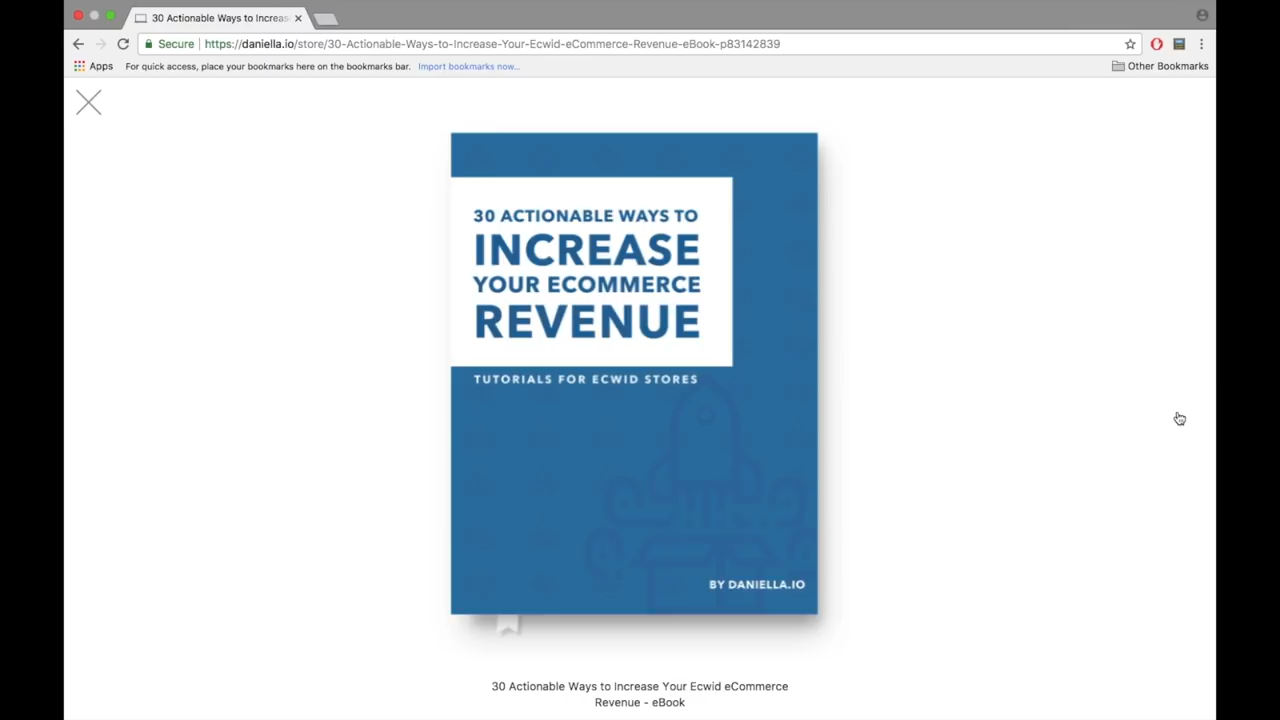 30 Actionable Ways to Increase
Secure
https://daniella.io/store/30-Actionable-Ways-to-Increase-Your-Ecwid-eCommerce-Revenue-eBook-p83142839
Apps
For quick access, place your bookmarks here on the bookmarks bar.
Import bookmarks now...
Other Bookmarks
30 ACTIONABLE WAYS TO
INCREASE
YOUR ECOMMERCE
REVENUE
TUTORIALS FOR ECWID STORES
BY DANIELLA.IO
30 Actionable Ways to Increase Your Ecwid eCommerce
Revenue - eBook